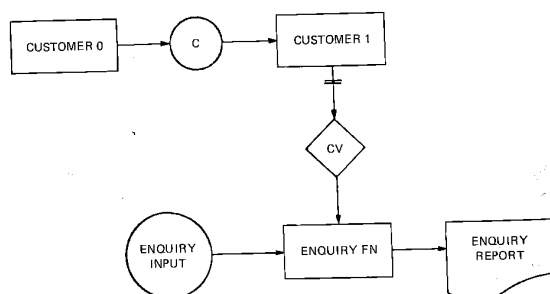 CUSTOMER 0
C
CUSTOMER 1
CV
ENQUIRY
INPUT
ENQUIRY FN
ENQUIRY
REPORT